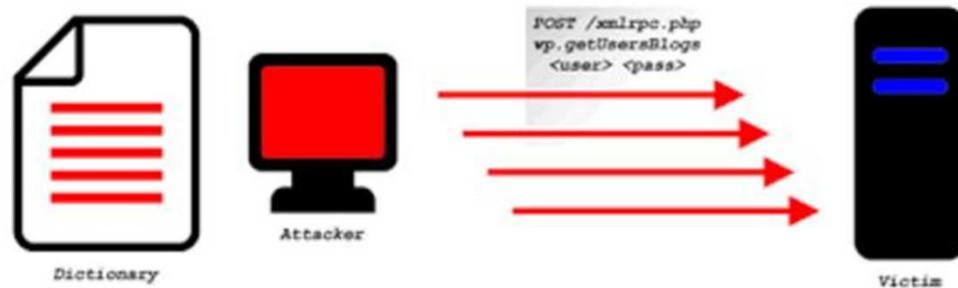 POST /xmlrpc.php
wp.getUsersBlogs
<user> <pass>
Attacker
Dictionary
Victim